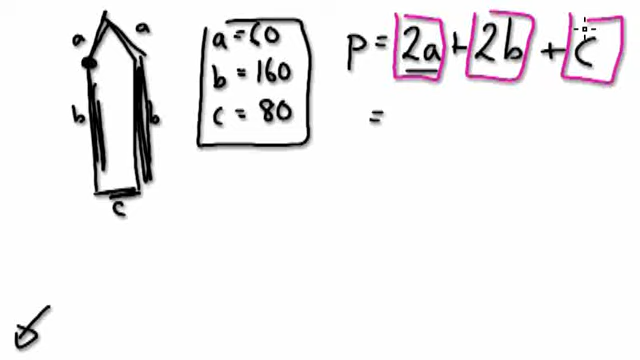 a a
b b
c
a = 60
b = 160
c = 80
p = 2a + 2b + c
=